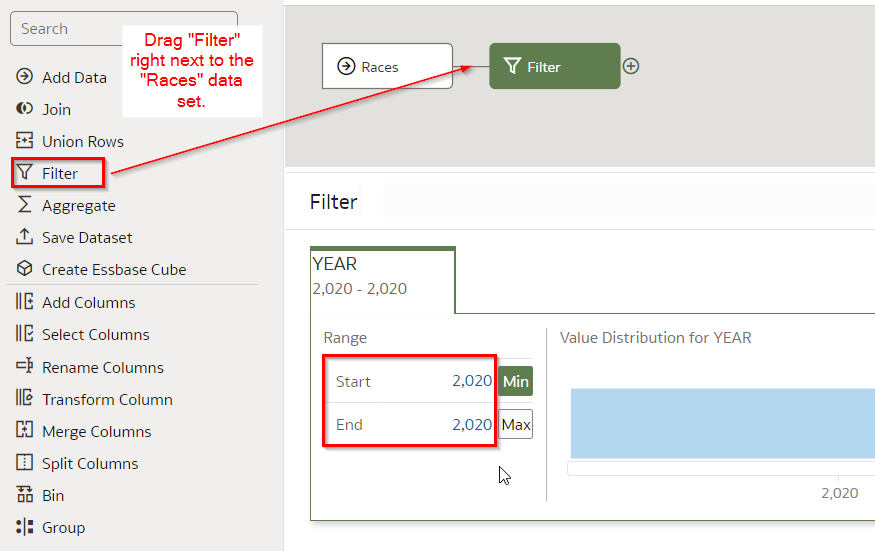 Search
Drag "Filter"
right next to the
"Races" data
set.
Add Data
Join
Union Rows
Filter
Aggregate
Save Dataset
Create Essbase Cube
Add Columns
Select Columns
Rename Columns
Transform Column
Merge Columns
Split Columns
Bin
Group
Races
Filter
Filter
YEAR
2,020 - 2,020
Range
Start 2,020 Min
End 2,020 Max
Value Distribution for YEAR
2,020